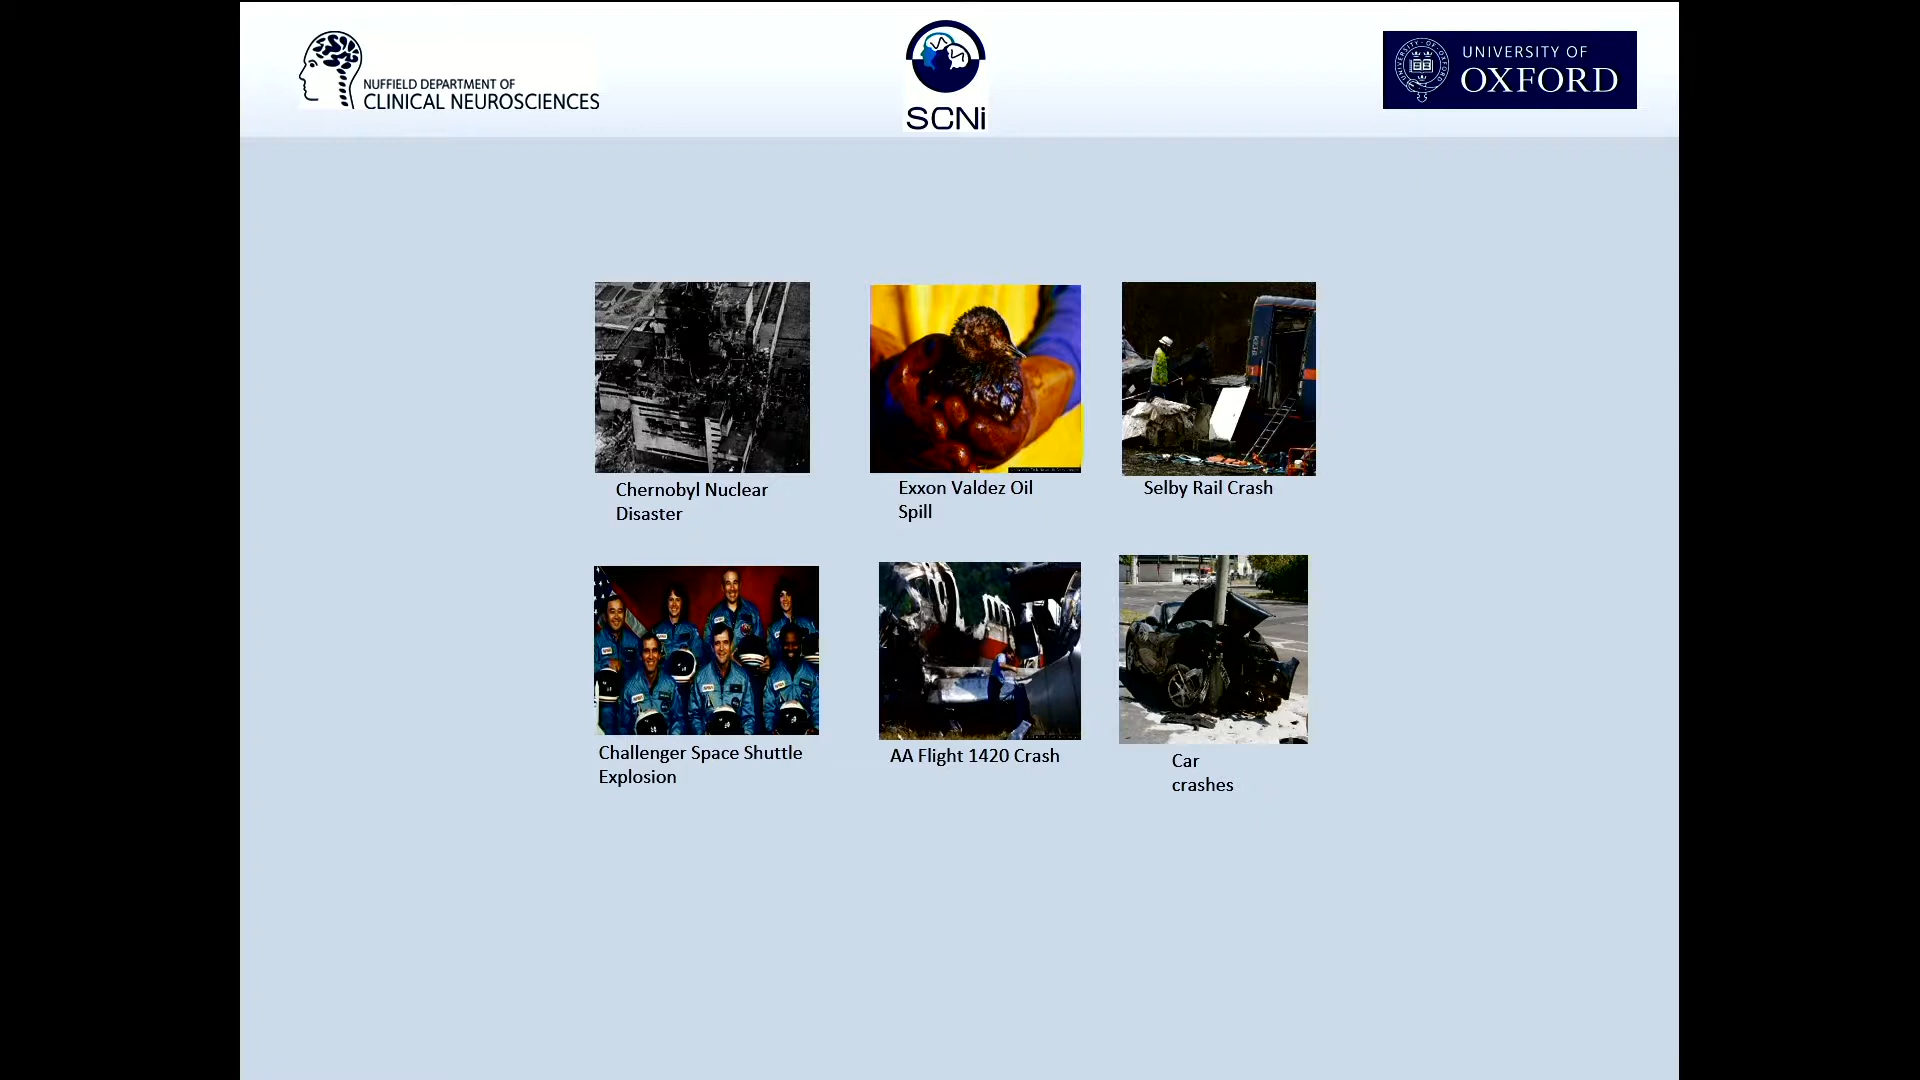 NUFFIELD DEPARTMENT OF
CLINICAL NEUROSCIENCES
SCNi
UNIVERSITY OF
OXFORD
Chernobyl Nuclear
Disaster
Exxon Valdez Oil
Spill
Selby Rail Crash
Challenger Space Shuttle
Explosion
AA Flight 1420 Crash
Car
crashes